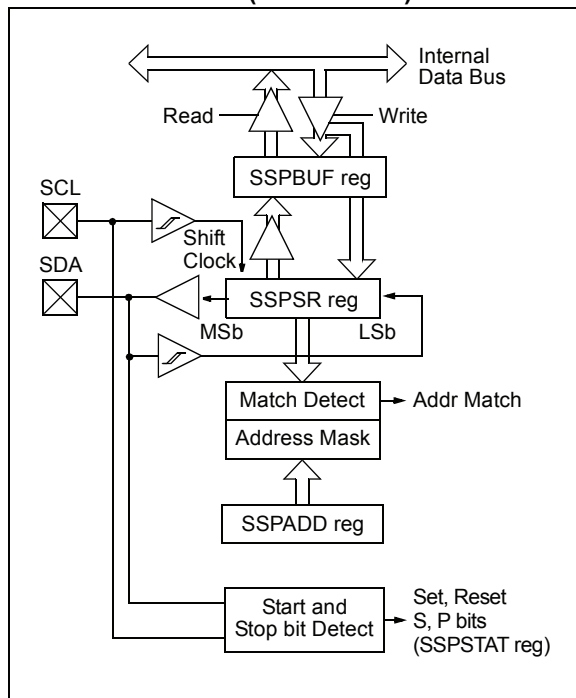 Internal
Data Bus
Read
Write
SSPBUF reg
SCL
Shift
Clock
SDA
SSPSR reg
MSb
LSb
Match Detect
Addr Match
Address Mask
SSPADD reg
Start and
Stop bit Detect
Set, Reset
S, P bits
(SSPSTAT reg)